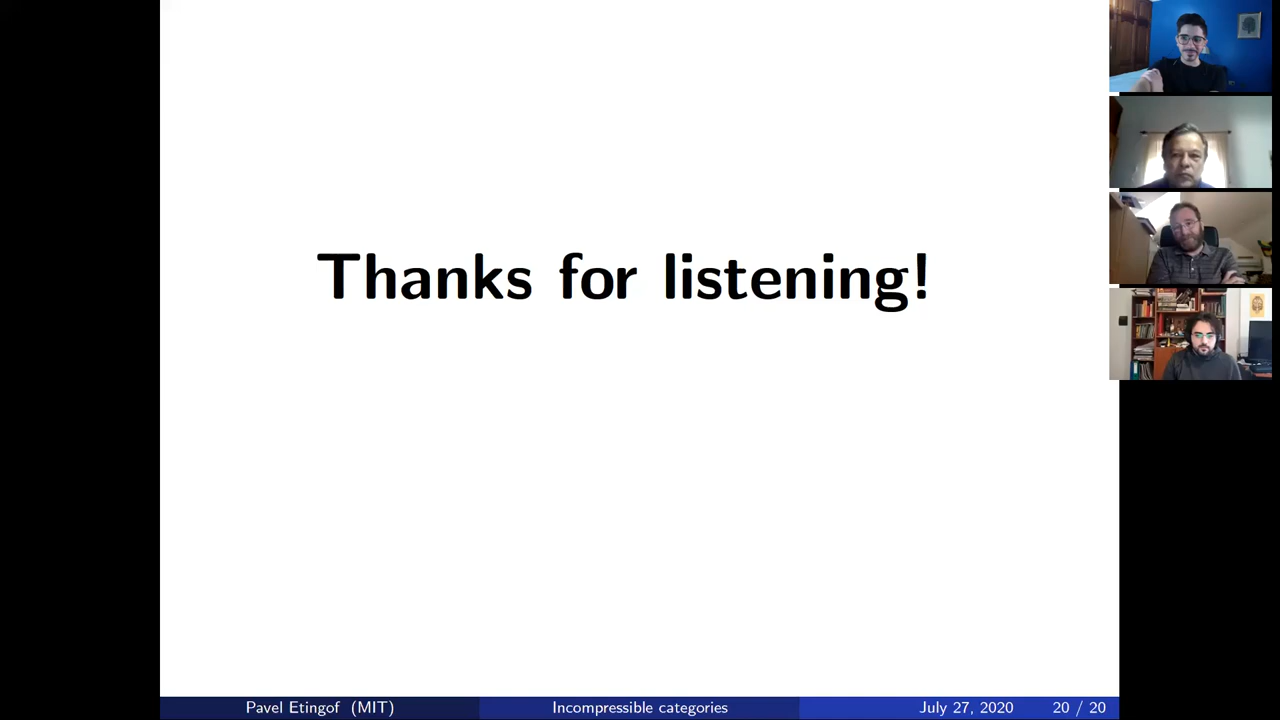 Thanks for listening!
Pavel Etingof (MIT)
Incompressible categories
July 27, 2020
20 / 20